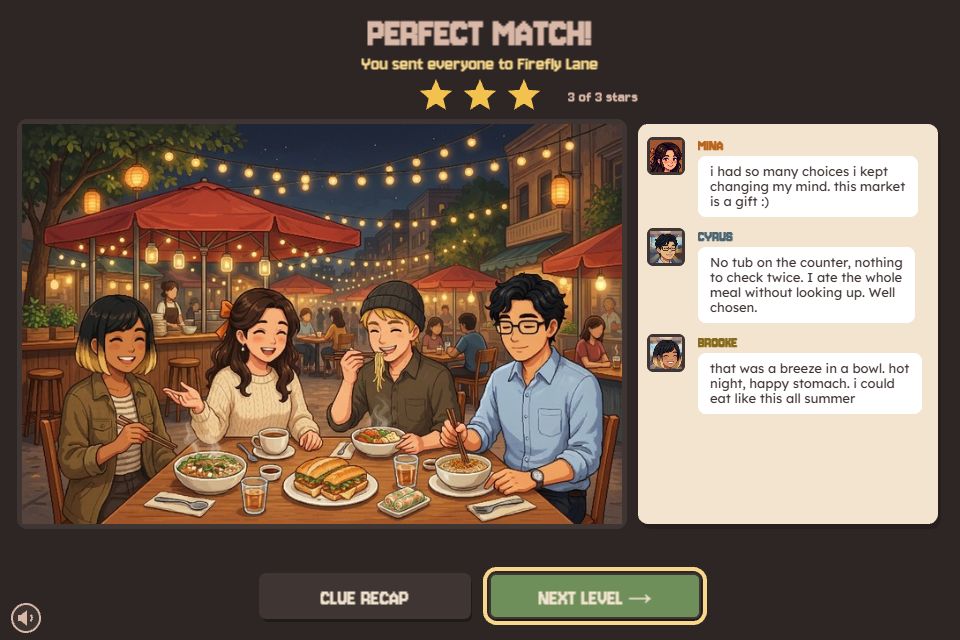 PERFECT MATCH!
You sent everyone to Firefly Lane
3 of 3 stars
MINA
i had so many choices i kept
changing my mind. this market
is a gift :)
CYRUS
No tub on the counter, nothing
to check twice. I ate the whole
meal without looking up. Well
chosen.
BROOKE
that was a breeze in a bowl. hot
night, happy stomach. i could
eat like this all summer
CLUE RECAP
NEXT LEVEL →